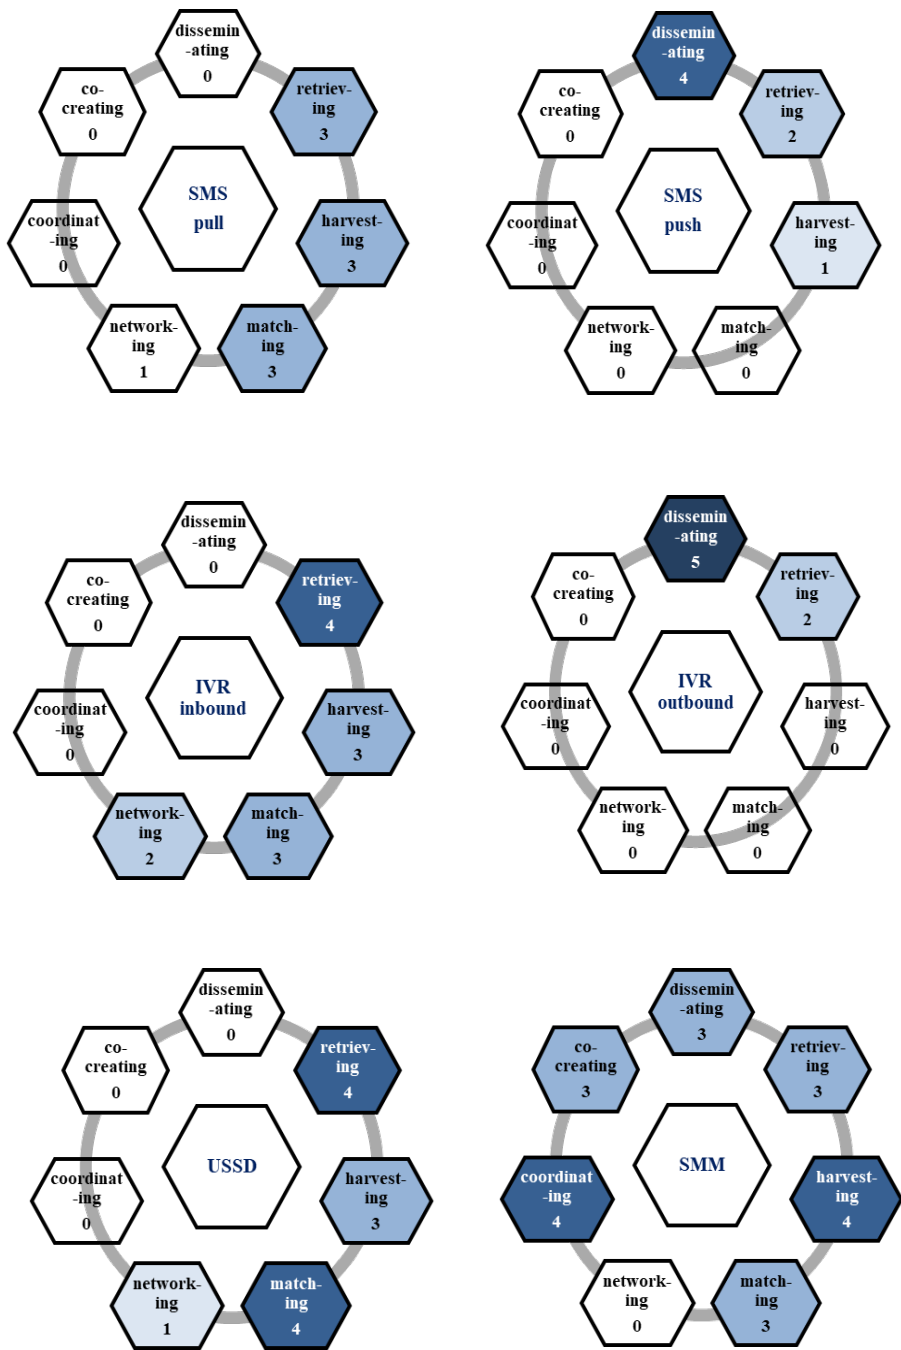 dissemin
-ating
0
co-
creating
0
retriev-
ing
3
SMS
pull
coordinat
-ing
0
harvest-
ing
3
network-
ing
1
match-
ing
3
dissemin
-ating
4
co-
creating
0
retriev-
ing
2
SMS
push
coordinat
-ing
0
harvest-
ing
1
network-
ing
0
match-
ing
0
dissemin
-ating
0
co-
creating
0
retriev-
ing
4
IVR
inbound
coordinat
-ing
0
harvest-
ing
3
network-
ing
2
match-
ing
3
dissemin
-ating
5
co-
creating
0
retriev-
ing
2
IVR
outbound
coordinat
-ing
0
harvest-
ing
0
network-
ing
0
match-
ing
0
dissemin
-ating
0
co-
creating
0
retriev-
ing
4
USSD
coordinat
-ing
0
harvest-
ing
3
network-
ing
1
match-
ing
4
dissemin
-ating
3
co-
creating
3
retriev-
ing
3
SMM
coordinat
-ing
4
harvest-
ing
4
network-
ing
0
match-
ing
3